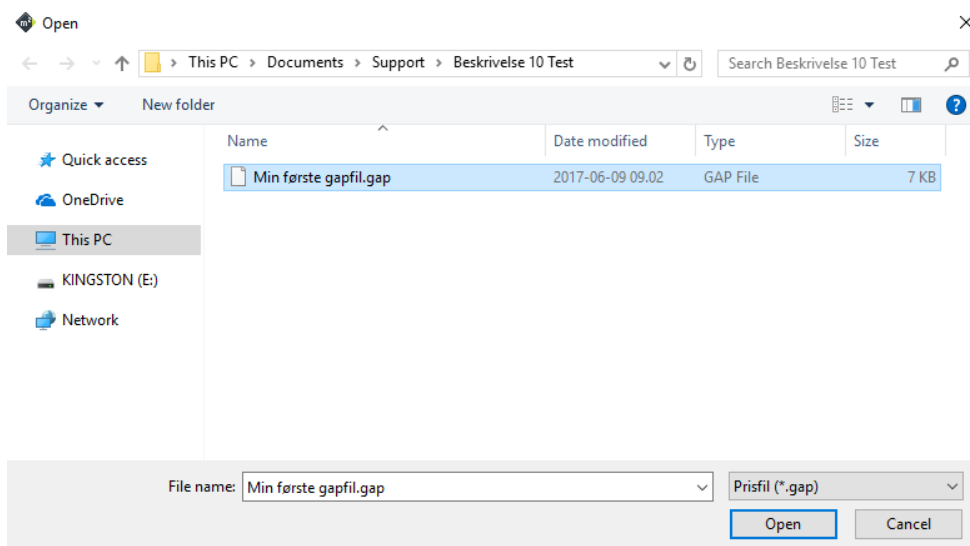 m² Open
This PC > Documents > Support > Beskrivelse 10 Test
Search Beskrivelse 10 Test
Organize New folder
?
Name Date modified Type Size
Quick access
Min første gapfil.gap 2017-06-09 09.02 GAP File 7 KB
OneDrive
This PC
KINGSTON (E:)
Network
File name: Min første gapfil.gap Prisfil (*.gap)
Open Cancel